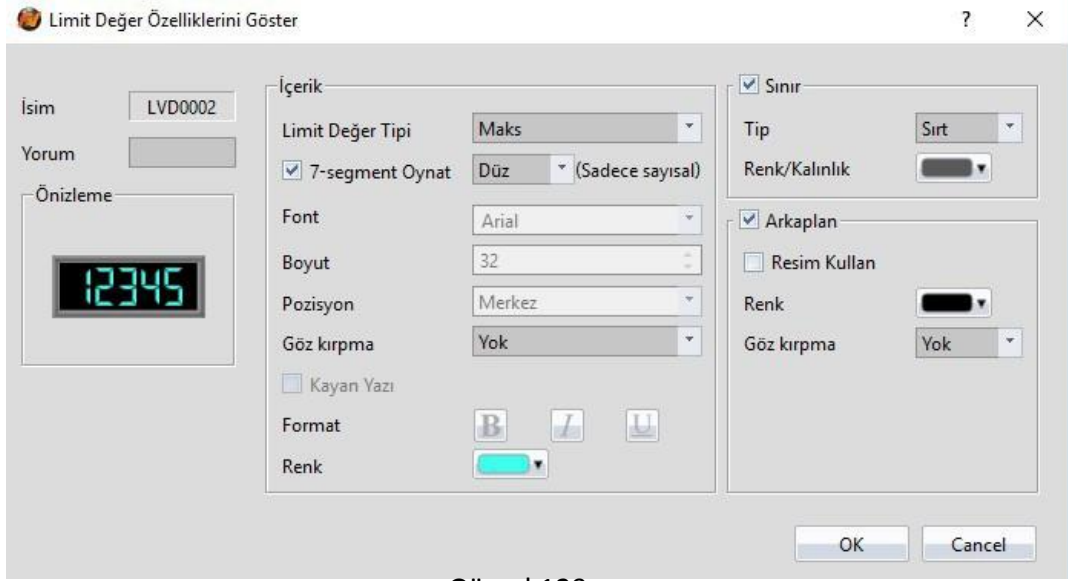 Limit Değer Özelliklerini Göster
? X
İsim LVD0002
Yorum
Önizleme
12345
İçerik
Limit Değer Tipi Maks
7-segment Oynat Düz (Sadece sayısal)
Font Arial
Boyut 32
Pozisyon Merkez
Göz kırpma Yok
Kayan Yazı
Format B I U
Renk
Sınır
Tip Sırt
Renk/Kalınlık
Arkaplan
Resim Kullan
Renk
Göz kırpma Yok
OK Cancel